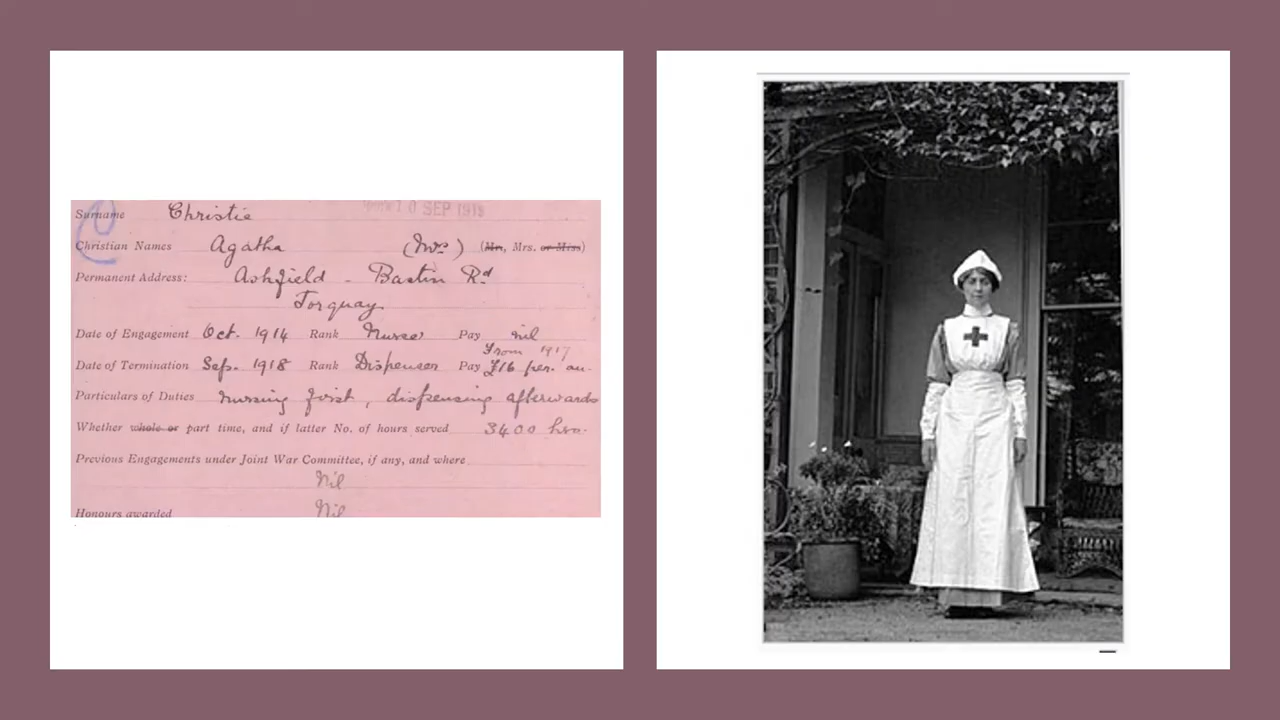 10 SEP 1919
Surname Christie
Christian Names Agatha (Mrs) (Mr, Mrs. or Miss)
Permanent Address: Ashfield - Barton Rd
Torquay
Date of Engagement Oct. 1914 Rank Nurse Pay nil
From 1917
Date of Termination Sep. 1918 Rank Dispenser Pay £16 per. an.
Particulars of Duties nursing first, dispensing afterwards
Whether whole or part time, and if latter No. of hours served 3400 hrs.
Previous Engagements under Joint War Committee, if any, and where
Nil
Honours awarded Nil